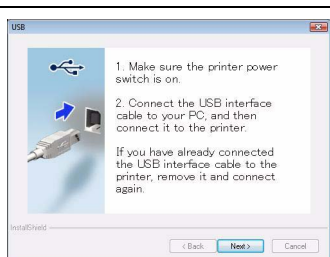 USB
1. Make sure the printer power
switch is on.
2. Connect the USB interface
cable to your PC, and then
connect it to the printer.
If you have already connected
the USB interface cable to the
printer, remove it and connect
again.
InstallShield
< Back Next > Cancel